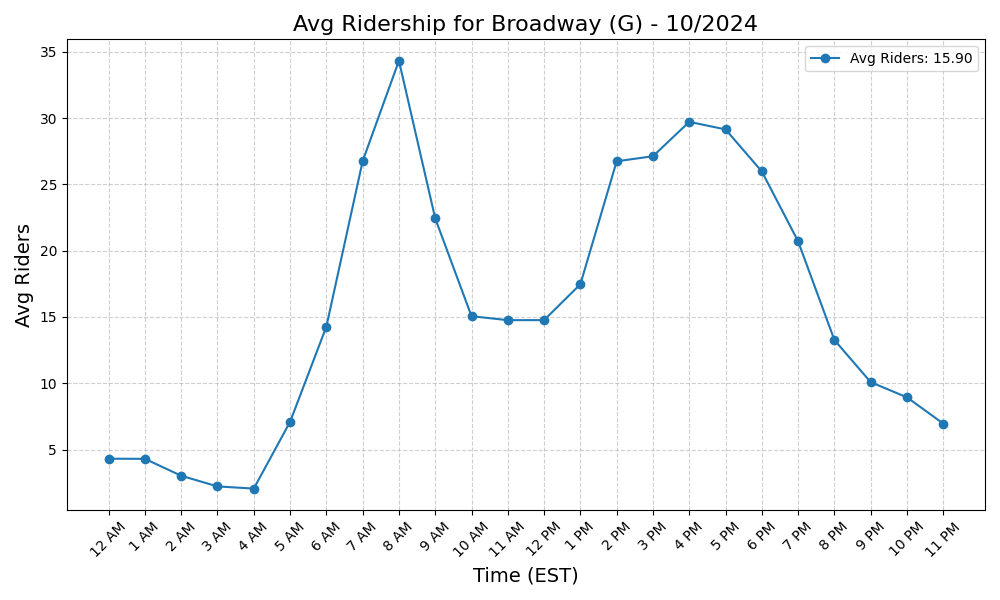 Avg Ridership for Broadway (G) - 10/2024
Avg Riders: 15.90
Avg Riders
35
30
25
20
15
10
5
12 AM
1 AM
2 AM
3 AM
4 AM
5 AM
6 AM
7 AM
8 AM
9 AM
10 AM
11 AM
12 PM
1 PM
2 PM
3 PM
4 PM
5 PM
6 PM
7 PM
8 PM
9 PM
10 PM
11 PM
Time (EST)